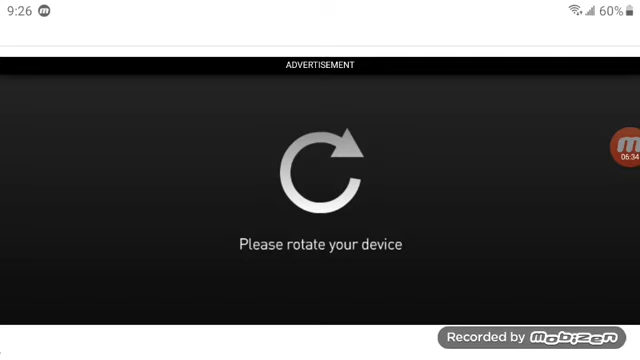 9:26 m 60%
ADVERTISEMENT
m
06:34
Please rotate your device
Recorded by mobizen